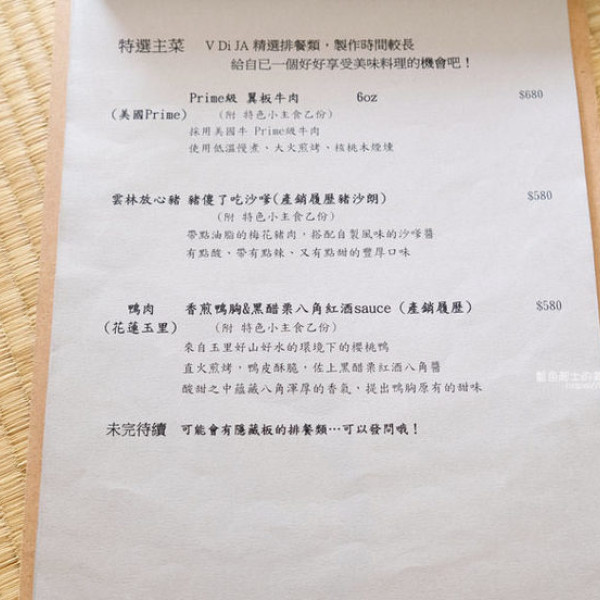 特選主菜 V Di JA 精選排餐類，製作時間較長
給自已一個好好享受美味料理的機會吧！
Prime級 翼板牛肉 6oz $680
(美國Prime) (附 特色小主食乙份)
採用美國牛 Prime級牛肉
使用低溫慢煮、大火煎烤、核桃木煙燻
雲林放心豬 豬傻了吃沙嗲(產銷履歷豬沙朗) $580
(附 特色小主食乙份)
帶點油脂的梅花豬肉，搭配自製風味的沙嗲醬
有點酸、帶有點辣、又有點甜的豐厚口味
鴨肉 香煎鴨胸&黑醋栗八角紅酒sauce (產銷履歷) $580
(花蓮玉里) (附 特色小主食乙份)
來自玉里好山好水的環境下的櫻桃鴨
直火煎烤，鴨皮酥脆，佐上黑醋栗紅酒八角醬
酸甜之中蘊藏八角渾厚的香氣，提出鴨胸原有的甜味
未完待續 可能會有隱藏板的排餐類…可以發問哦！